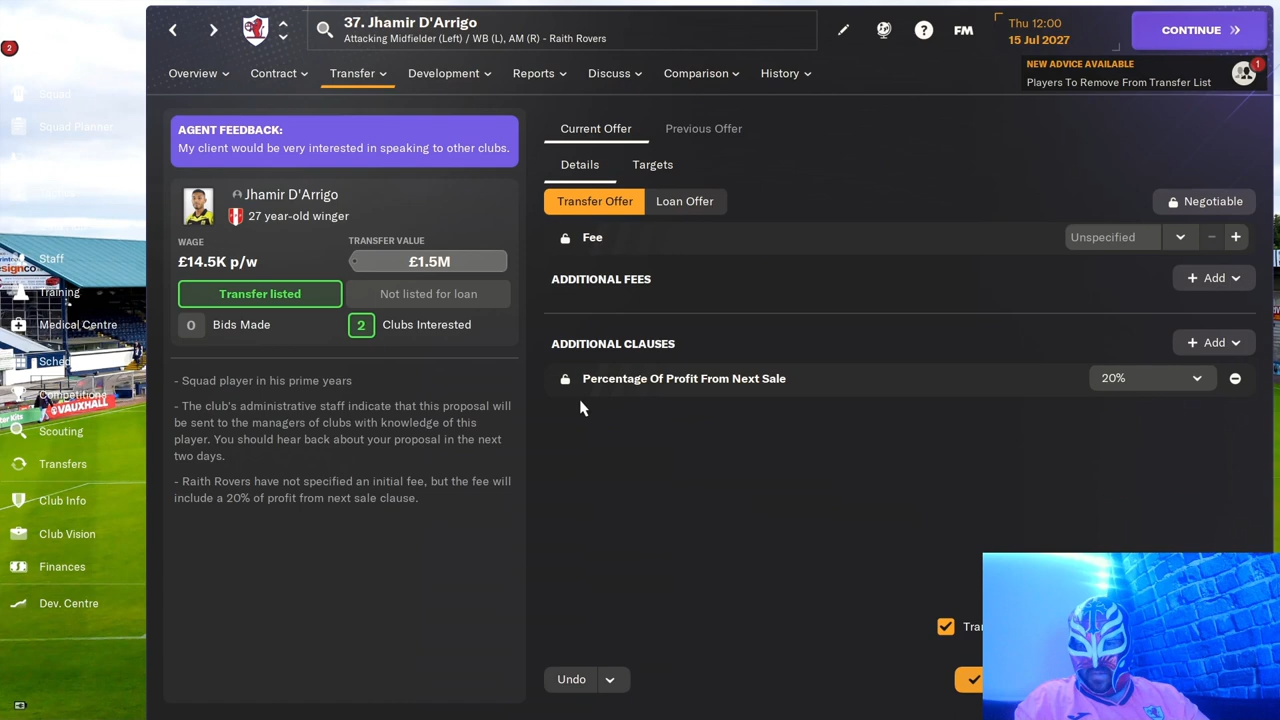 37. Jhamir D'Arrigo
Attacking Midfielder (Left) / WB (L), AM (R) - Raith Rovers
FM
Thu 12:00
15 Jul 2027
CONTINUE
2
Overview
Contract
Transfer
Development
Reports
Discuss
Comparison
History
NEW ADVICE AVAILABLE
Players To Remove From Transfer List
1
Squad
Squad Planner
Staff
Training
Medical Centre
Sched
Competitions
Scouting
Transfers
Club Info
Club Vision
Finances
Dev. Centre
VAUXHALL
AGENT FEEDBACK:
My client would be very interested in speaking to other clubs.
Jhamir D'Arrigo
27 year-old winger
WAGE
TRANSFER VALUE
£14.5K p/w
£1.5M
Transfer listed
Not listed for loan
0 Bids Made
2 Clubs Interested
- Squad player in his prime years
- The club's administrative staff indicate that this proposal will
be sent to the managers of clubs with knowledge of this
player. You should hear back about your proposal in the next
two days.
- Raith Rovers have not specified an initial fee, but the fee will
include a 20% of profit from next sale clause.
Current Offer
Previous Offer
Details
Targets
Transfer Offer
Loan Offer
Negotiable
Fee
Unspecified
ADDITIONAL FEES
Add
ADDITIONAL CLAUSES
Add
Percentage Of Profit From Next Sale
20%
Tran
Undo